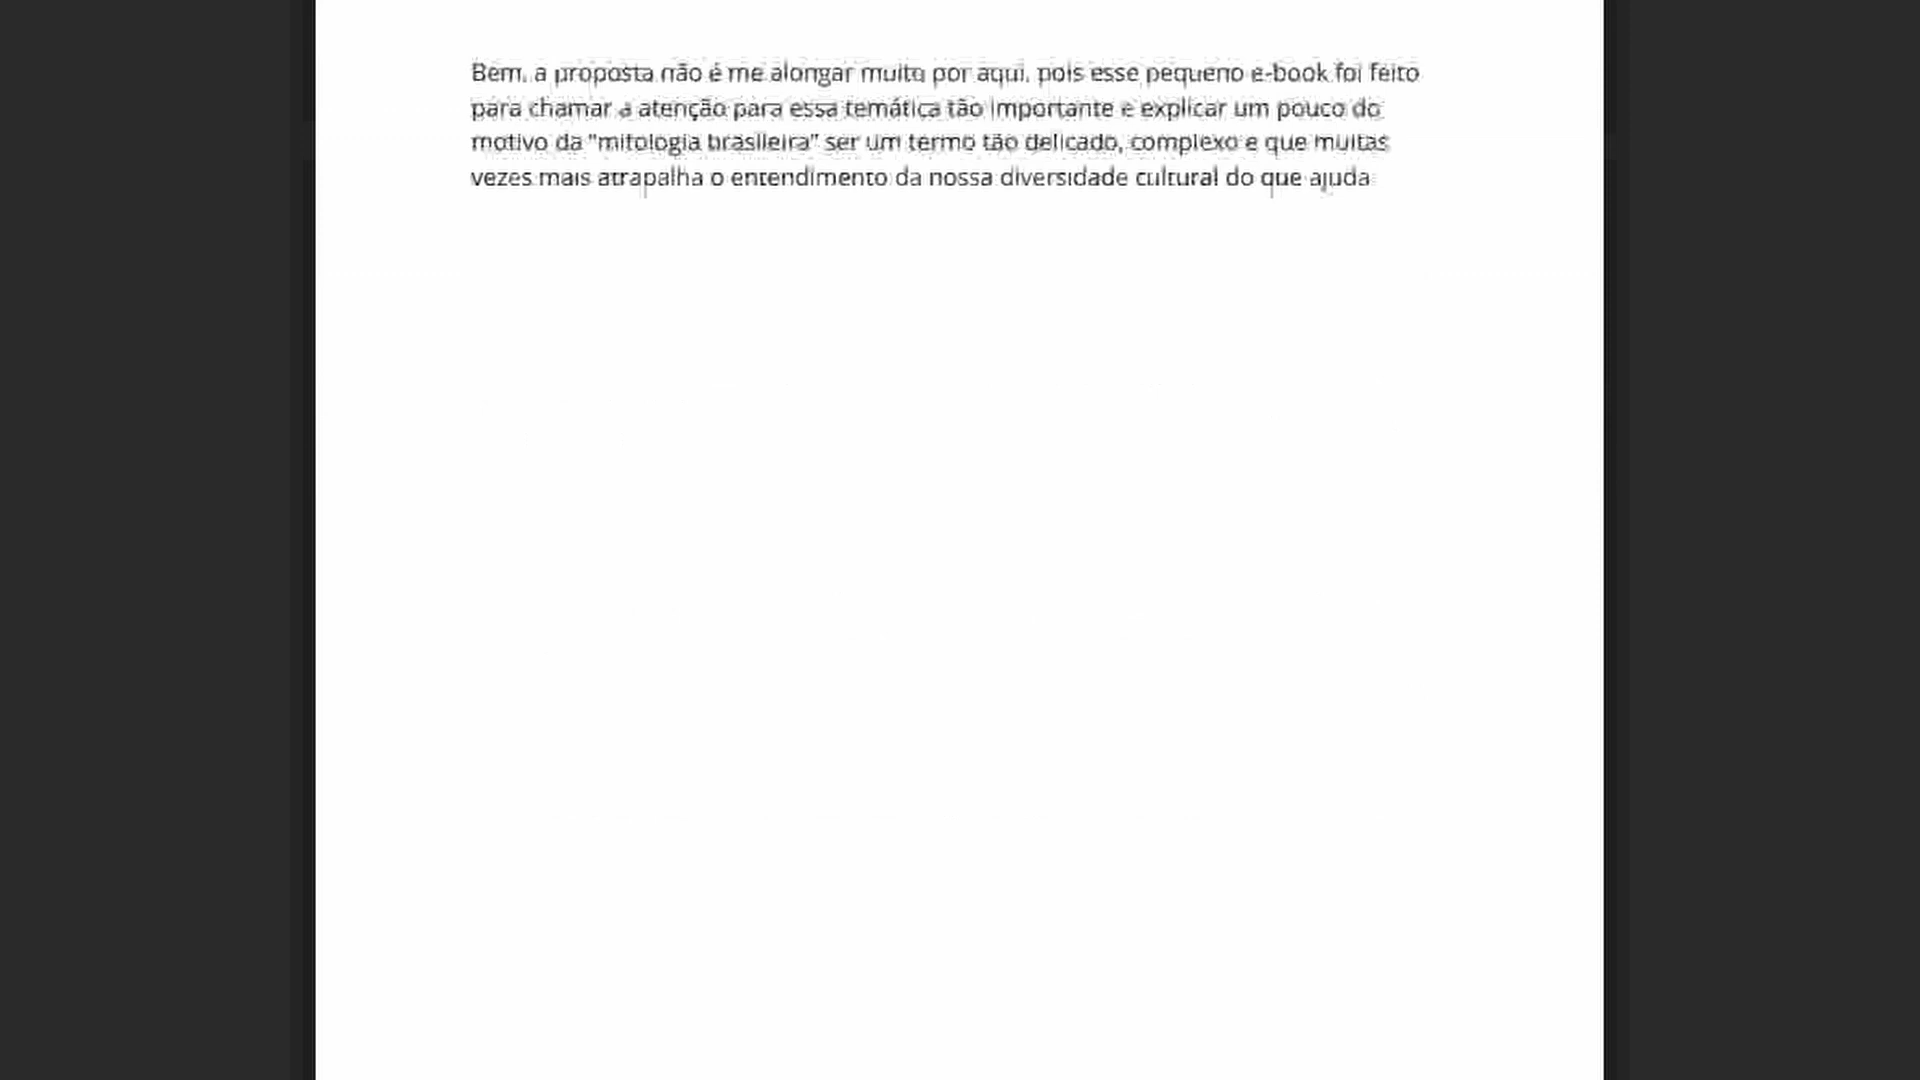 Bem, a proposta não é me alongar muito por aqui, pois esse pequeno e-book foi feito
para chamar a atenção para essa temática tão importante e explicar um pouco do
motivo da "mitologia brasileira" ser um termo tão delicado, complexo e que muitas
vezes mais atrapalha o entendimento da nossa diversidade cultural do que ajuda